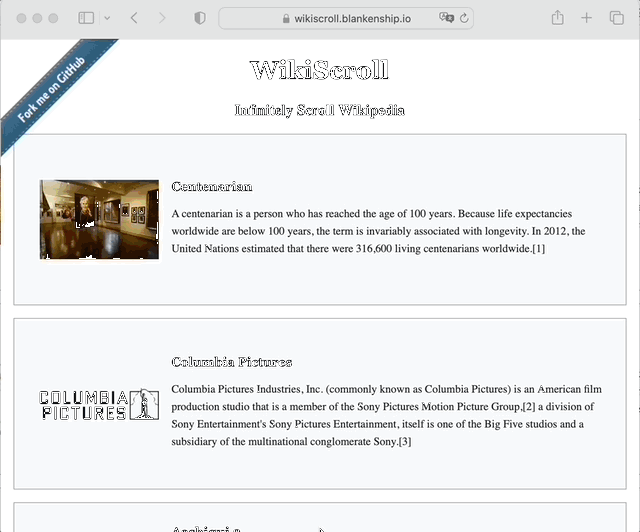 wikiscroll.blankenship.io
Fork me on GitHub
WikiScroll
Infinitely Scroll Wikipedia
Centenarian
A centenarian is a person who has reached the age of 100 years. Because life expectancies
worldwide are below 100 years, the term is invariably associated with longevity. In 2012, the
United Nations estimated that there were 316,600 living centenarians worldwide.[1]
Columbia Pictures
COLUMBIA
PICTURES
Columbia Pictures Industries, Inc. (commonly known as Columbia Pictures) is an American film
production studio that is a member of the Sony Pictures Motion Picture Group,[2] a division of
Sony Entertainment's Sony Pictures Entertainment, itself is one of the Big Five studios and a
subsidiary of the multinational conglomerate Sony.[3]